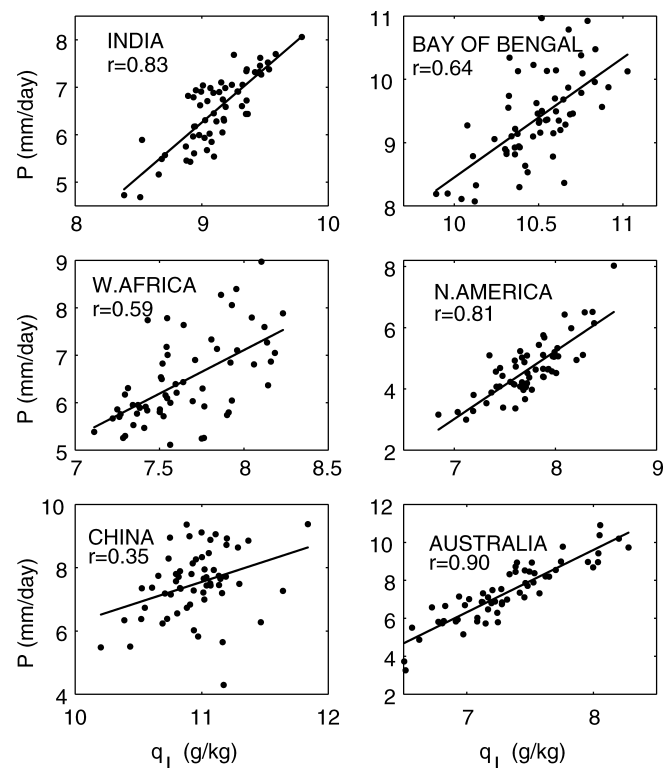 INDIA
r=0.83
P (mm/day)
8
7
6
5
8 9 10
BAY OF BENGAL
r=0.64
11
10
9
8
10 10.5 11
W.AFRICA
r=0.59
P (mm/day)
9
8
7
6
5
7 7.5 8 8.5
N.AMERICA
r=0.81
8
6
4
2
7 8 9
CHINA
r=0.35
P (mm/day)
10
8
6
4
10 11 12
q_L (g/kg)
AUSTRALIA
r=0.90
12
10
8
6
4
2
7 8
q_L (g/kg)